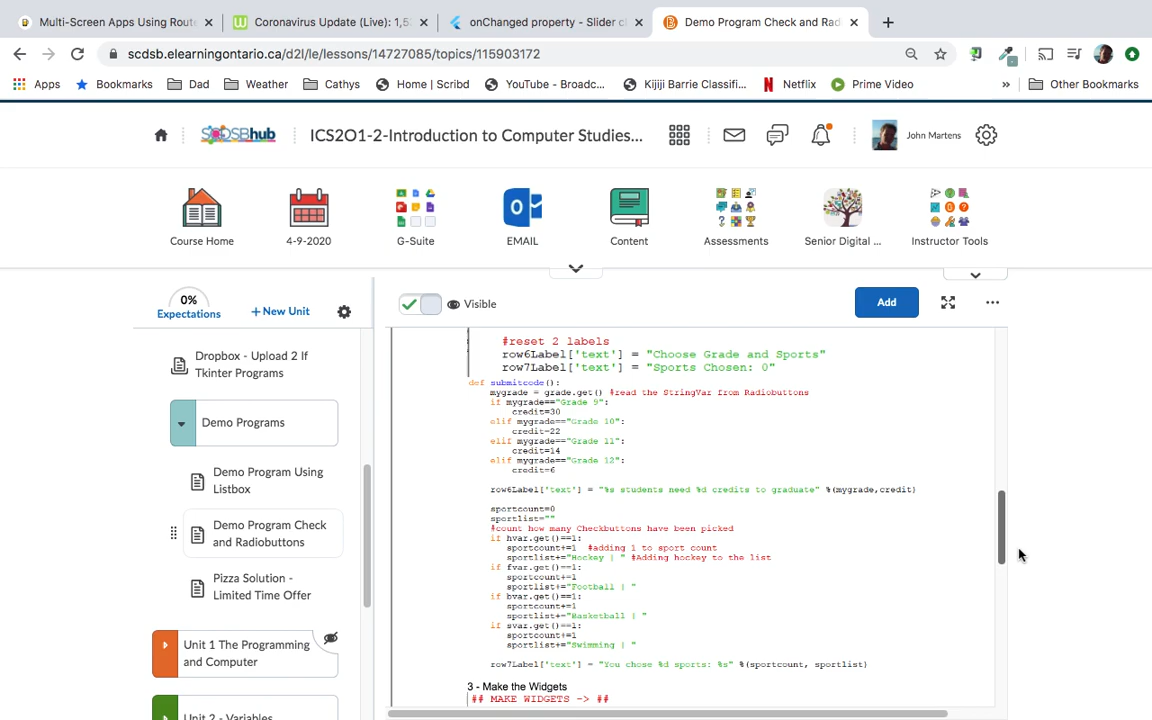 Multi-Screen Apps Using Route
Coronavirus Update (Live): 1,5
onChanged property - Slider cl
Demo Program Check and Rad
scdsb.elearningontario.ca/d2l/le/lessons/14727085/topics/115903172
Apps
Bookmarks
Dad
Weather
Cathys
Home | Scribd
YouTube - Broadc...
Kijiji Barrie Classifi...
Netflix
Prime Video
»
Other Bookmarks
SCDSBhub
ICS2O1-2-Introduction to Computer Studies...
John Martens
Course Home
4-9-2020
G-Suite
EMAIL
Content
Assessments
Senior Digital ...
Instructor Tools
0%
Expectations
+ New Unit
Visible
Add
Dropbox - Upload 2 If
Tkinter Programs
Demo Programs
Demo Program Using
Listbox
Demo Program Check
and Radiobuttons
Pizza Solution -
Limited Time Offer
Unit 1 The Programming
and Computer
Unit 2 - Variables
#reset 2 labels
row6Label['text'] = "Choose Grade and Sports"
row7Label['text'] = "Sports Chosen: 0"
def submitcode():
mygrade = grade.get() #read the StringVar from Radiobuttons
if mygrade=="Grade 9":
credit=30
elif mygrade=="Grade 10":
credit=22
elif mygrade=="Grade 11":
credit=14
elif mygrade=="Grade 12":
credit=6
row6Label['text'] = "%s students need %d credits to graduate" %(mygrade,credit)
sportcount=0
sportlist=""
#count how many Checkbuttons have been picked
if hvar.get()==1:
sportcount+=1 #adding 1 to sport count
sportlist+="Hockey | " #Adding hockey to the list
if fvar.get()==1:
sportcount+=1
sportlist+="Football | "
if bvar.get()==1:
sportcount+=1
sportlist+="Basketball | "
if svar.get()==1:
sportcount+=1
sportlist+="Swimming | "
row7Label['text'] = "You chose %d sports: %s" %(sportcount, sportlist)
3 - Make the Widgets
## MAKE WIDGETS -> ##